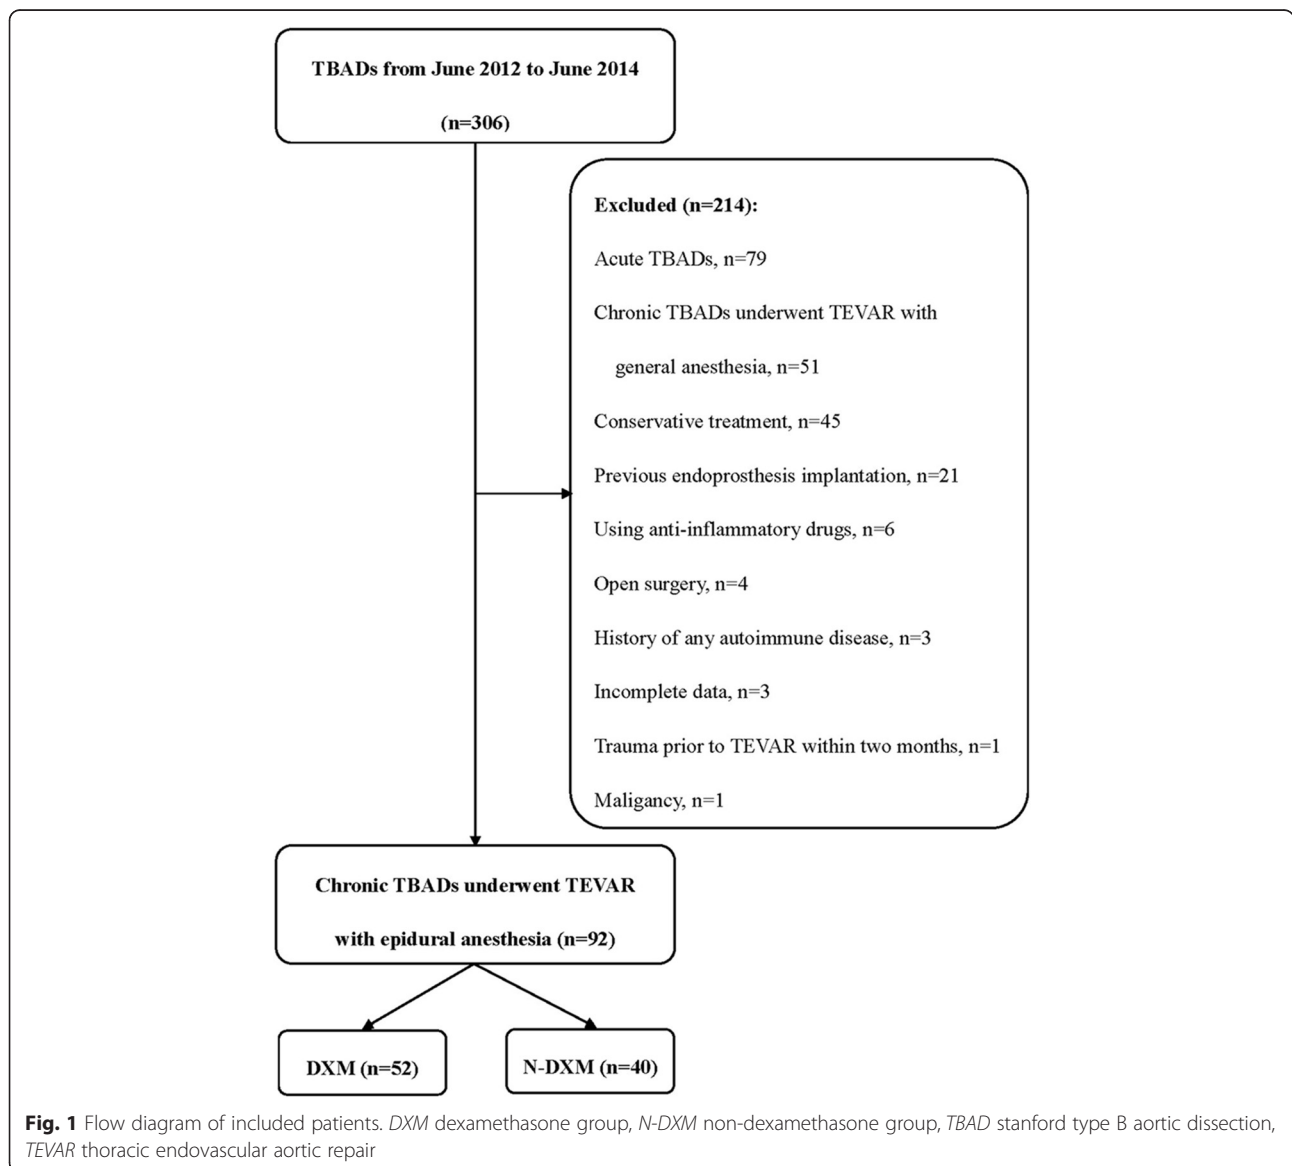 TBADs from June 2012 to June 2014
(n=306)
Excluded (n=214):
Acute TBADs, n=79
Chronic TBADs underwent TEVAR with
general anesthesia, n=51
Conservative treatment, n=45
Previous endoprosthesis implantation, n=21
Using anti-inflammatory drugs, n=6
Open surgery, n=4
History of any autoimmune disease, n=3
Incomplete data, n=3
Trauma prior to TEVAR within two months, n=1
Maligancy, n=1
Chronic TBADs underwent TEVAR
with epidural anesthesia (n=92)
DXM (n=52)
N-DXM (n=40)
Fig. 1 Flow diagram of included patients. DXM dexamethasone group, N-DXM non-dexamethasone group, TBAD stanford type B aortic dissection,
TEVAR thoracic endovascular aortic repair